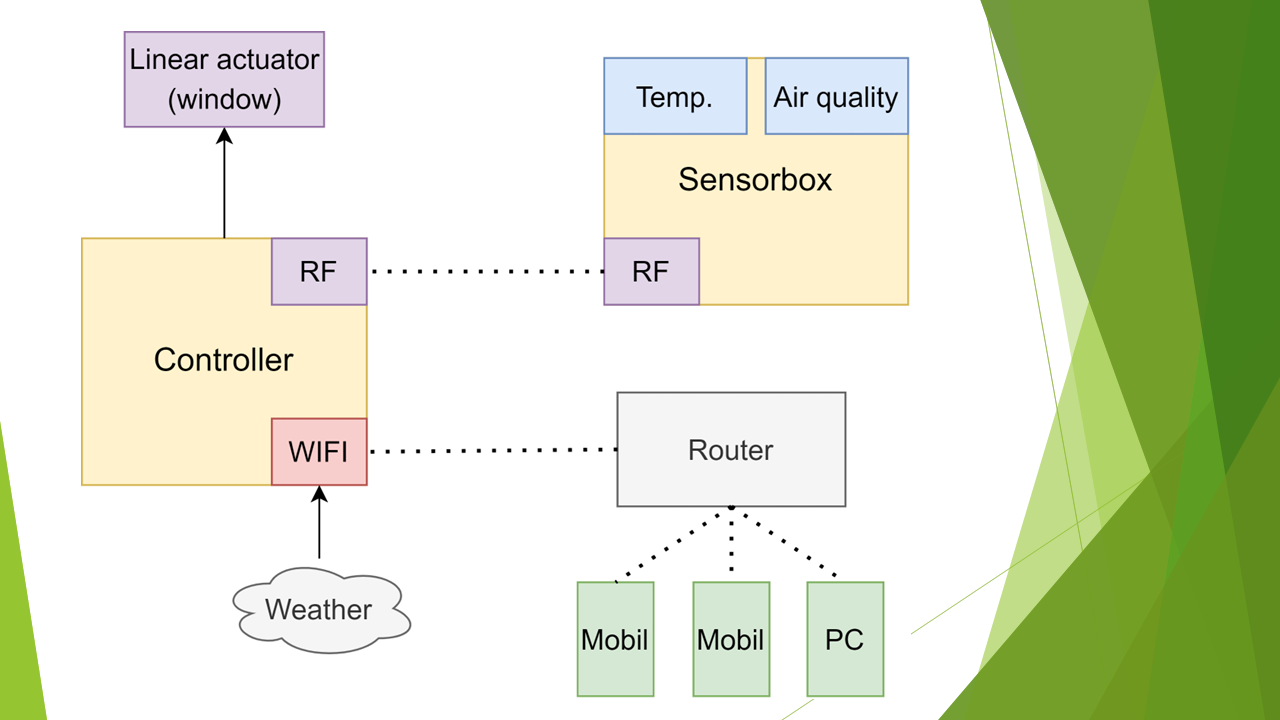 Linear actuator
(window)
Temp.
Air quality
Sensorbox
RF
RF
Controller
WIFI
Router
Weather
Mobil
Mobil
PC